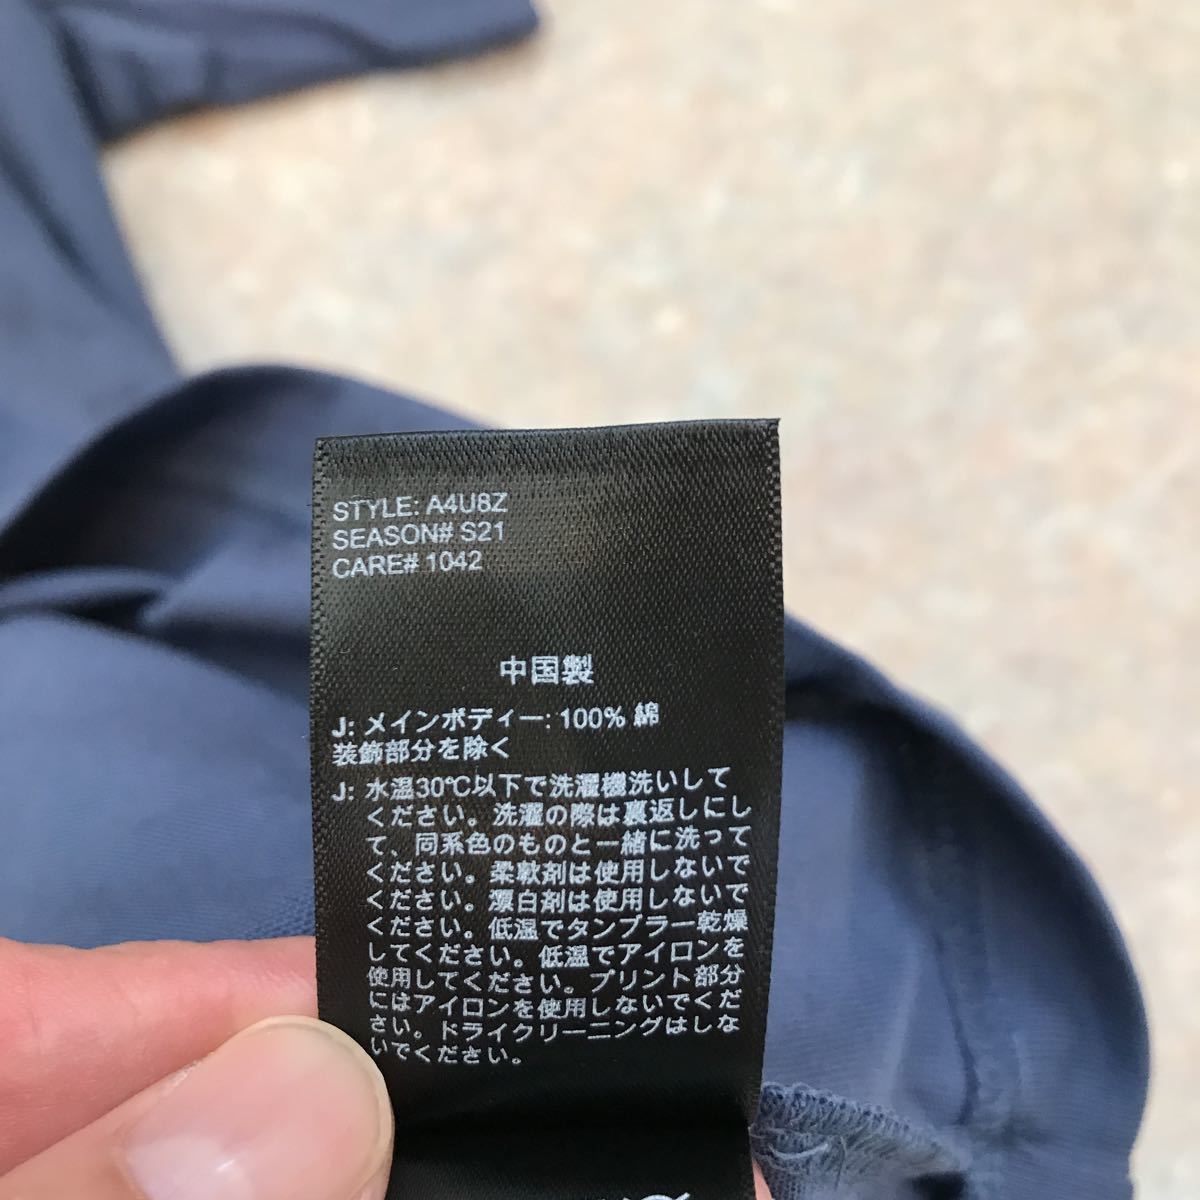 STYLE: A4U8Z
SEASON# S21
CARE# 1042
中国製
J: メインボディー: 100% 綿
装飾部分を除く
J: 水温30℃以下で洗濯機洗いして
ください。洗濯の際は裏返しにし
て、同系色のものと一緒に洗って
ください。柔軟剤は使用しないで
ください。漂白剤は使用しないで
ください。低温でタンブラー乾燥
してください。低温でアイロンを
使用してください。プリント部分
にはアイロンを使用しないでくだ
さい。ドライクリーニングはしな
いでください。